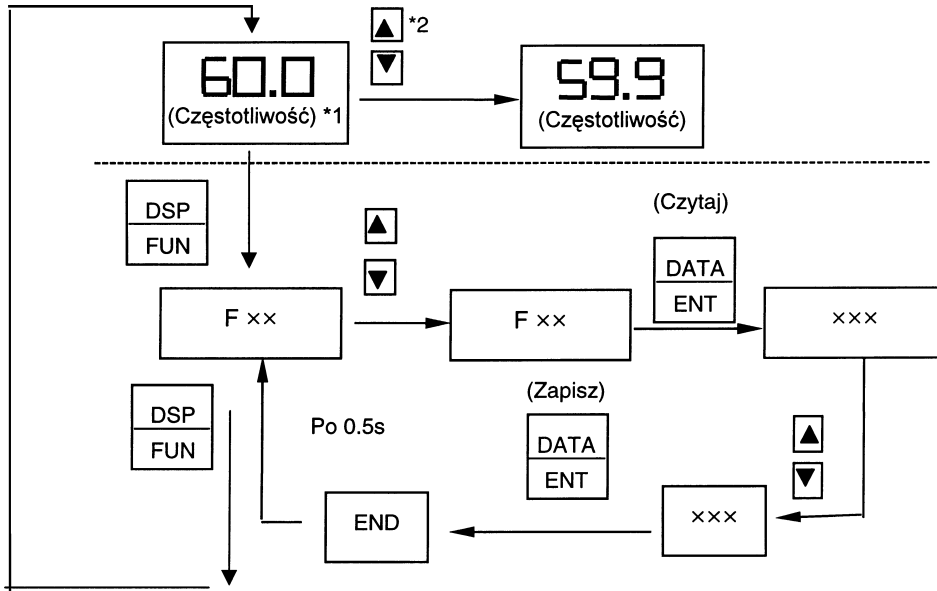 ▲ *2
▼
60.0
(Częstotliwość) *1
59.9
(Częstotliwość)
DSP
FUN
▲
▼
(Czytaj)
DATA
ENT
F ××
F ××
×××
DSP
FUN
Po 0.5s
(Zapisz)
DATA
ENT
▲
▼
END
×××